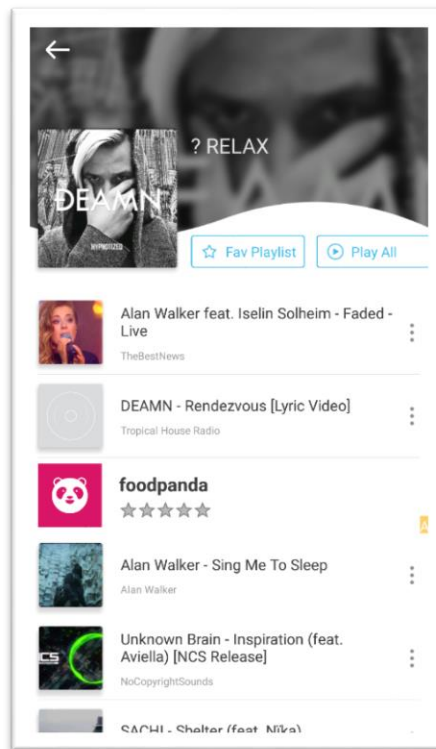 ? RELAX
DEAMN
HYPNOTIZED
Fav Playlist
Play All
Alan Walker feat. Iselin Solheim - Faded -
Live
TheBestNews
DEAMN - Rendezvous [Lyric Video]
Tropical House Radio
foodpanda
A
Alan Walker - Sing Me To Sleep
Alan Walker
Unknown Brain - Inspiration (feat.
Aviella) [NCS Release]
NoCopyrightSounds
CS
SACHI - Shelter (feat. Nïka)